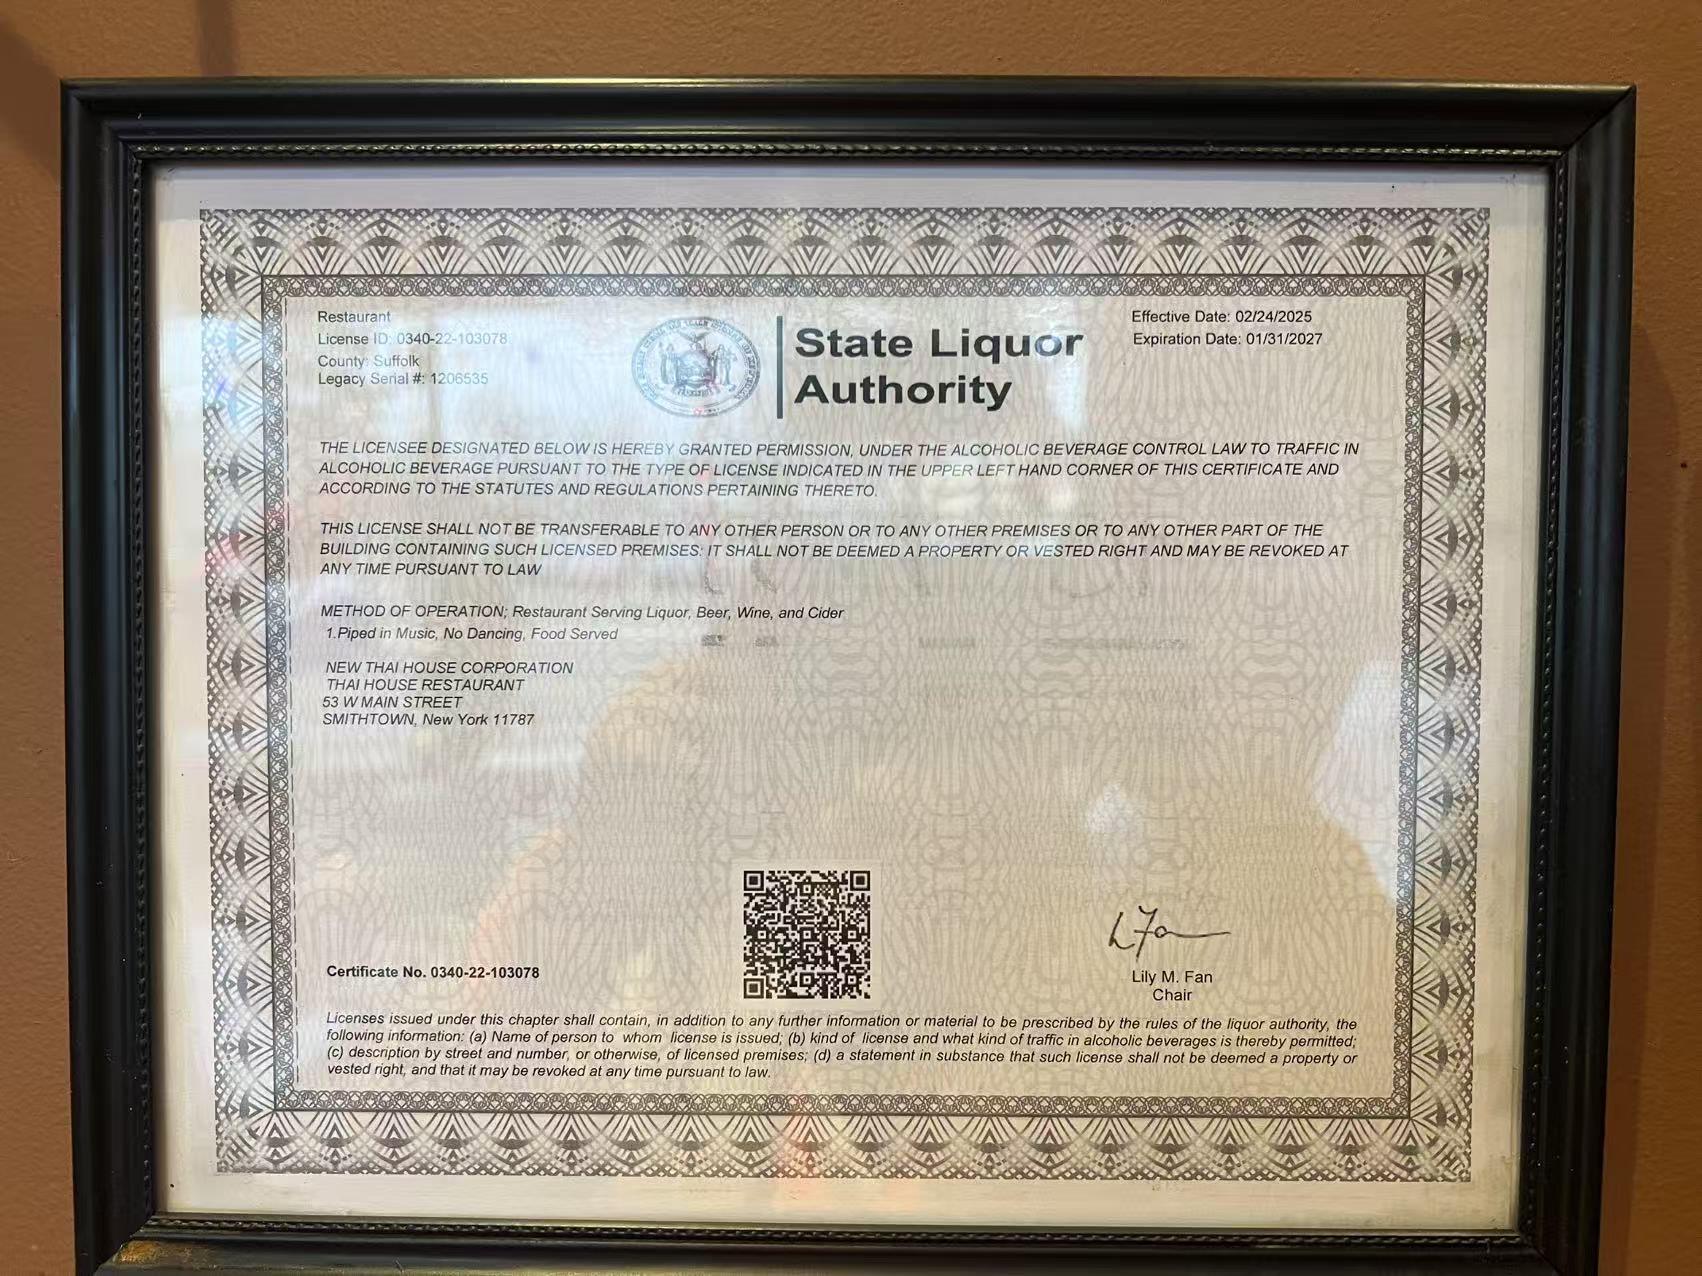 Restaurant
License ID: 0340-22-103078
County: Suffolk
Legacy Serial #: 1206535
State Liquor
Authority
Effective Date: 02/24/2025
Expiration Date: 01/31/2027
THE LICENSEE DESIGNATED BELOW IS HEREBY GRANTED PERMISSION, UNDER THE ALCOHOLIC BEVERAGE CONTROL LAW TO TRAFFIC IN
ALCOHOLIC BEVERAGE PURSUANT TO THE TYPE OF LICENSE INDICATED IN THE UPPER LEFT HAND CORNER OF THIS CERTIFICATE AND
ACCORDING TO THE STATUTES AND REGULATIONS PERTAINING THERETO.
THIS LICENSE SHALL NOT BE TRANSFERABLE TO ANY OTHER PERSON OR TO ANY OTHER PREMISES OR TO ANY OTHER PART OF THE
BUILDING CONTAINING SUCH LICENSED PREMISES: IT SHALL NOT BE DEEMED A PROPERTY OR VESTED RIGHT AND MAY BE REVOKED AT
ANY TIME PURSUANT TO LAW
METHOD OF OPERATION; Restaurant Serving Liquor, Beer, Wine, and Cider
1.Piped in Music, No Dancing, Food Served
NEW THAI HOUSE CORPORATION
THAI HOUSE RESTAURANT
53 W MAIN STREET
SMITHTOWN, New York 11787
Certificate No. 0340-22-103078
Lily M. Fan
Chair
Licenses issued under this chapter shall contain, in addition to any further information or material to be prescribed by the rules of the liquor authority, the
following information: (a) Name of person to whom license is issued; (b) kind of license and what kind of traffic in alcoholic beverages is thereby permitted;
(c) description by street and number, or otherwise, of licensed premises; (d) a statement in substance that such license shall not be deemed a property or
vested right, and that it may be revoked at any time pursuant to law.